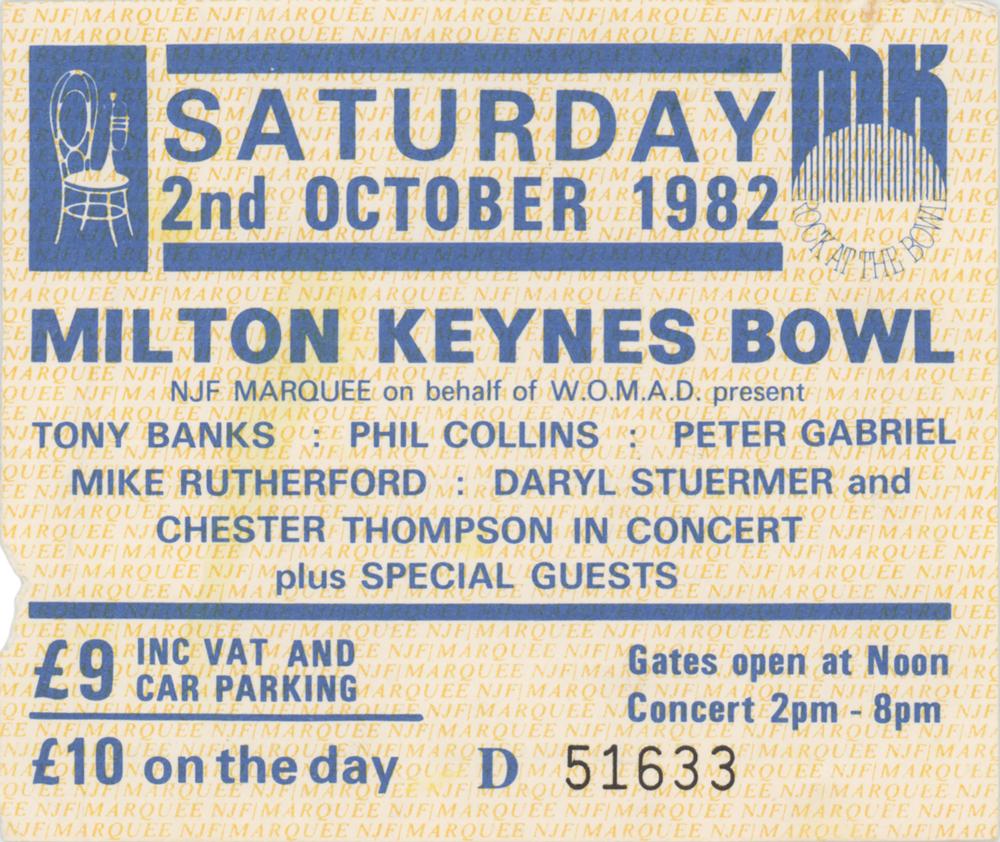 SATURDAY
2nd OCTOBER 1982
MK
ROCK AT THE BOWL
MILTON KEYNES BOWL
NJF MARQUEE on behalf of W.O.M.A.D. present
TONY BANKS : PHIL COLLINS : PETER GABRIEL
MIKE RUTHERFORD : DARYL STUERMER and
CHESTER THOMPSON IN CONCERT
plus SPECIAL GUESTS
£9 INC VAT AND
CAR PARKING
£10 on the day
Gates open at Noon
Concert 2pm - 8pm
D 51633
NJF/MARQUEE